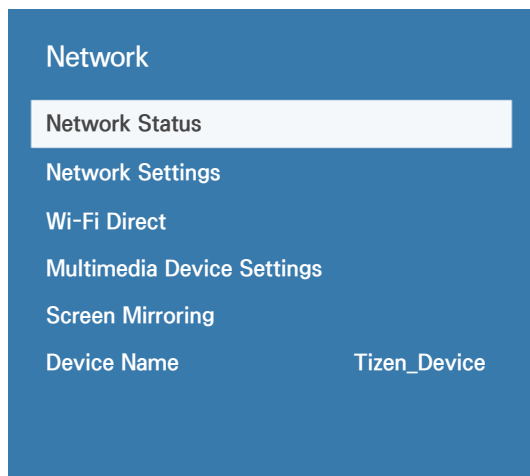 Network
Network Status
Network Settings
Wi-Fi Direct
Multimedia Device Settings
Screen Mirroring
Device Name Tizen_Device